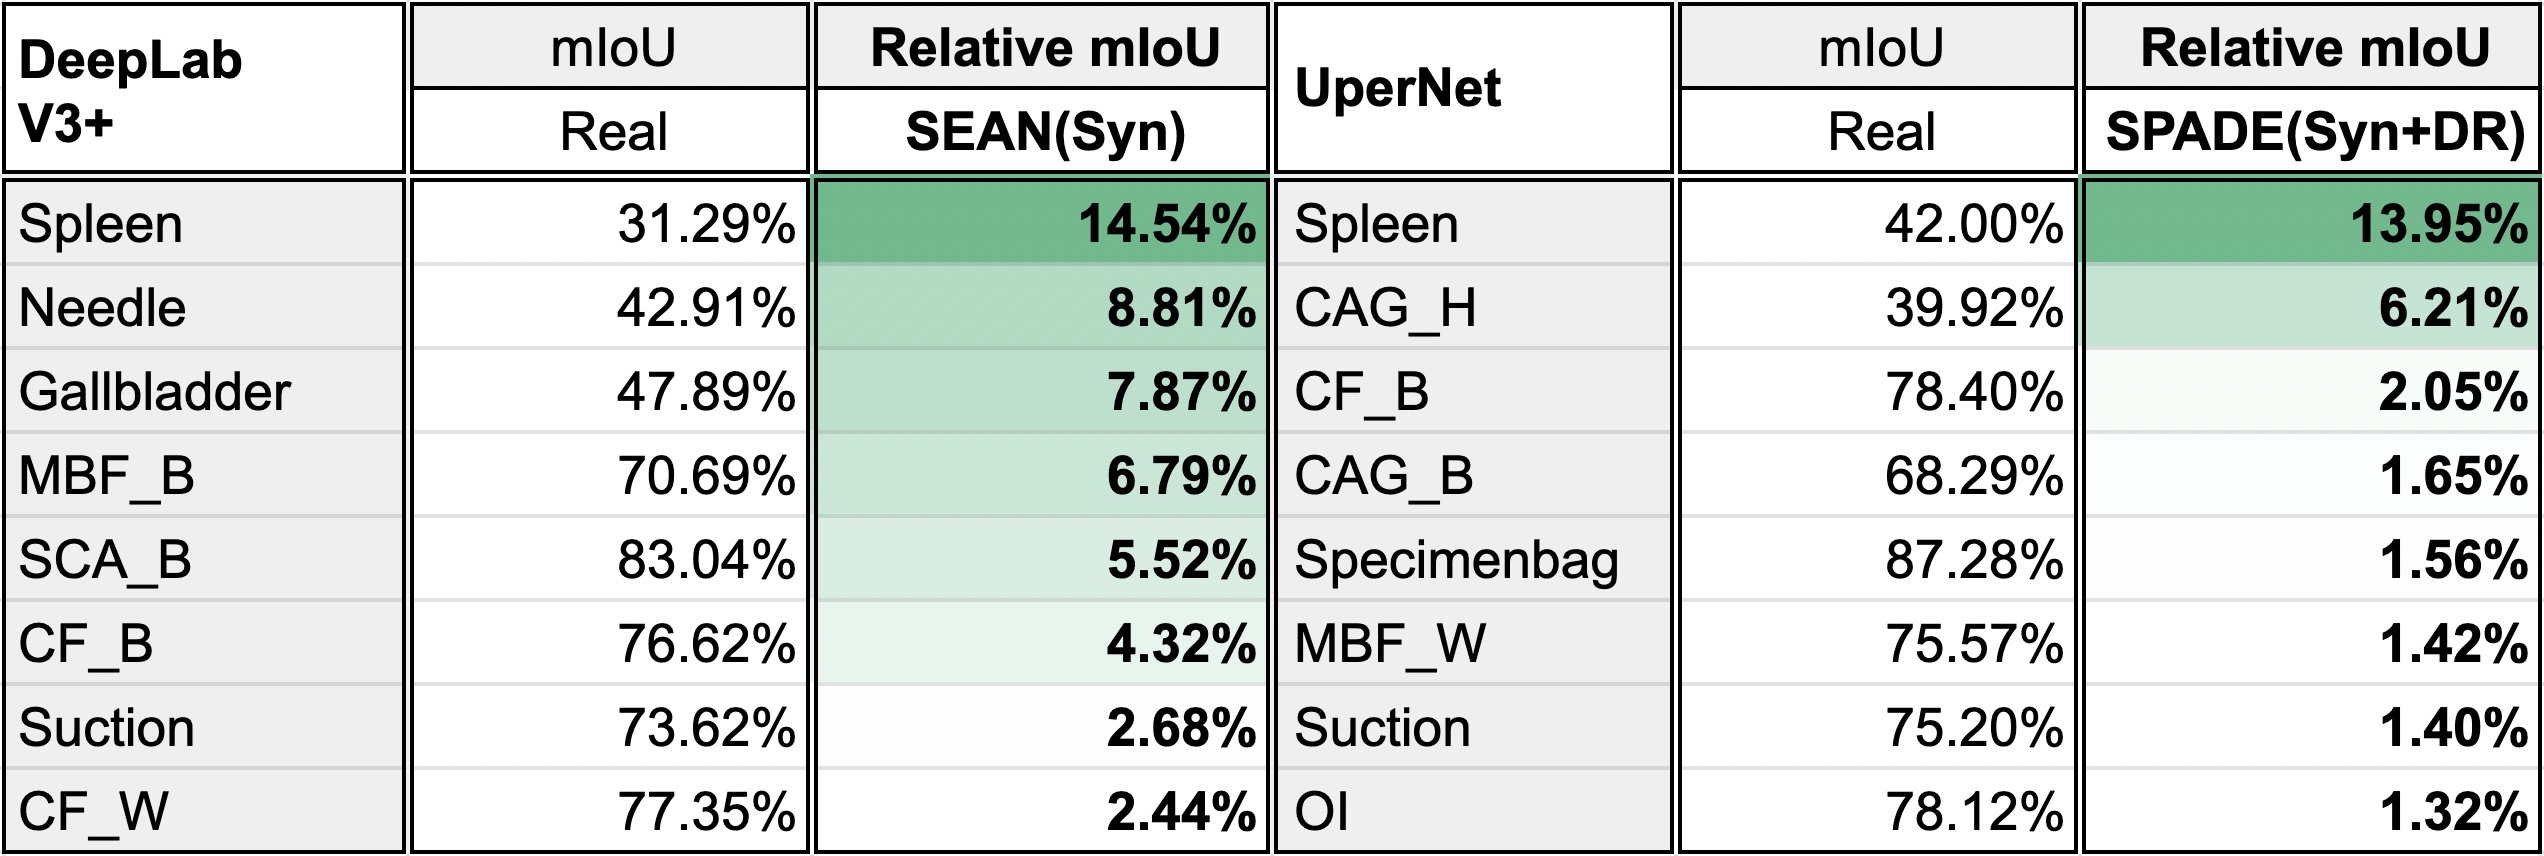 DeepLab V3+ mIoU Relative mIoU UperNet mIoU Relative mIoU
Real SEAN(Syn) Real SPADE(Syn+DR)
Spleen 31.29% 14.54% Spleen 42.00% 13.95%
Needle 42.91% 8.81% CAG_H 39.92% 6.21%
Gallbladder 47.89% 7.87% CF_B 78.40% 2.05%
MBF_B 70.69% 6.79% CAG_B 68.29% 1.65%
SCA_B 83.04% 5.52% Specimenbag 87.28% 1.56%
CF_B 76.62% 4.32% MBF_W 75.57% 1.42%
Suction 73.62% 2.68% Suction 75.20% 1.40%
CF_W 77.35% 2.44% OI 78.12% 1.32%